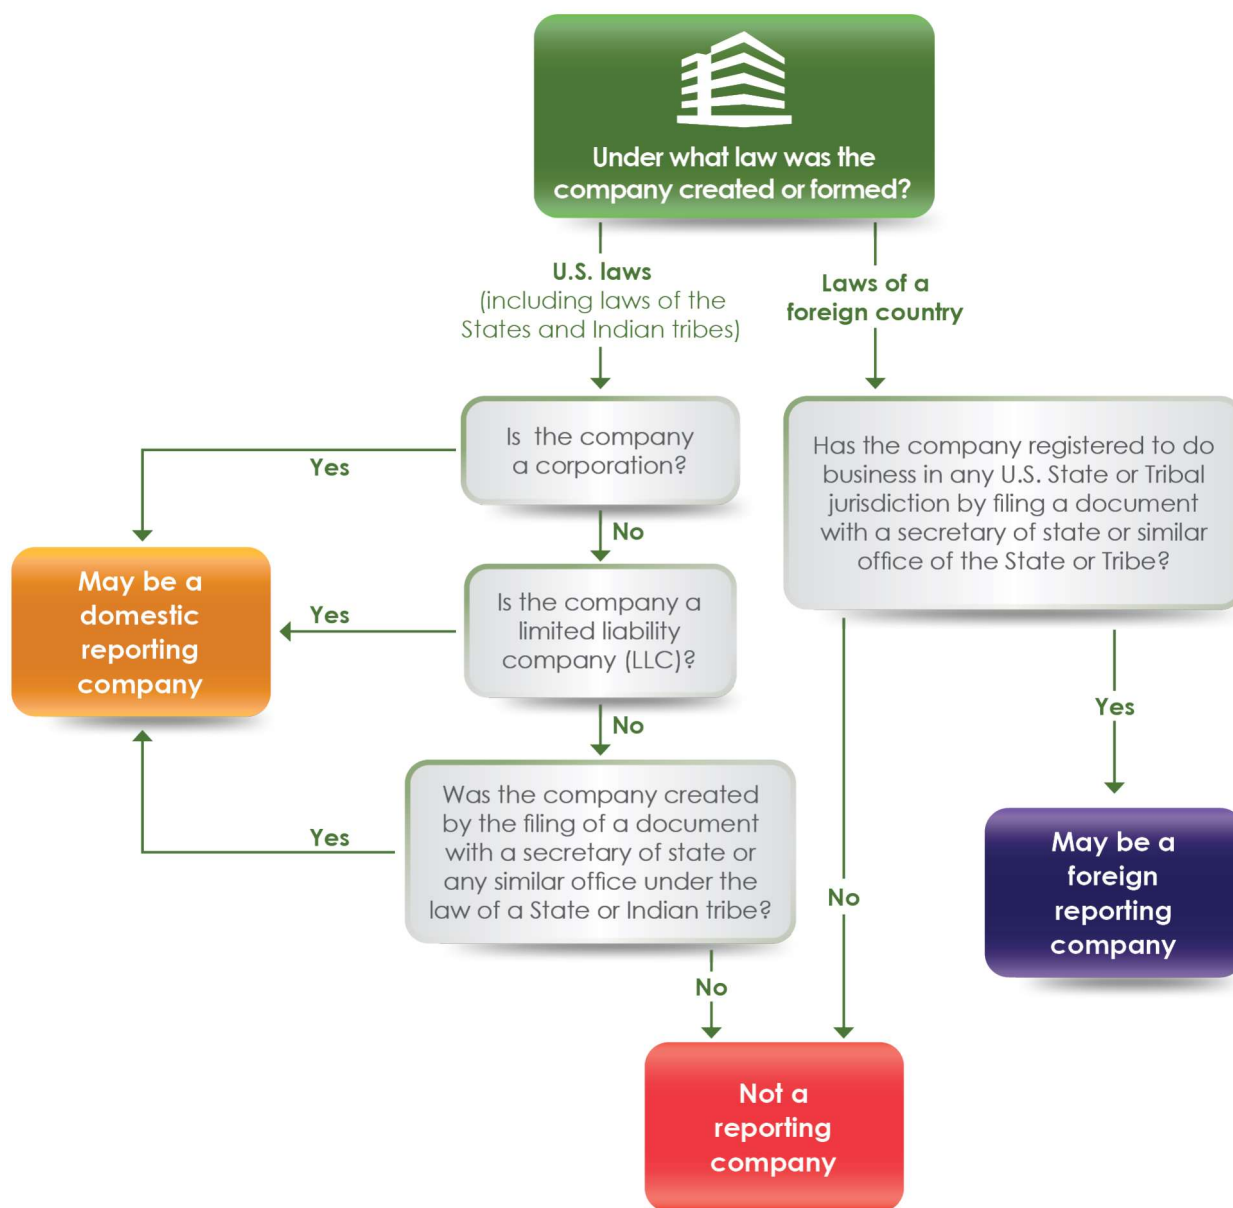 Under what law was the
company created or formed?
U.S. laws
(including laws of the
States and Indian tribes)
Laws of a
foreign country
Is the company
a corporation?
Yes
No
Has the company registered to do
business in any U.S. State or Tribal
jurisdiction by filing a document
with a secretary of state or similar
office of the State or Tribe?
May be a
domestic
reporting
company
Yes
Is the company a
limited liability
company (LLC)?
No
Yes
Was the company created
by the filing of a document
with a secretary of state or
any similar office under the
law of a State or Indian tribe?
Yes
May be a
foreign
reporting
company
No
No
Not a
reporting
company